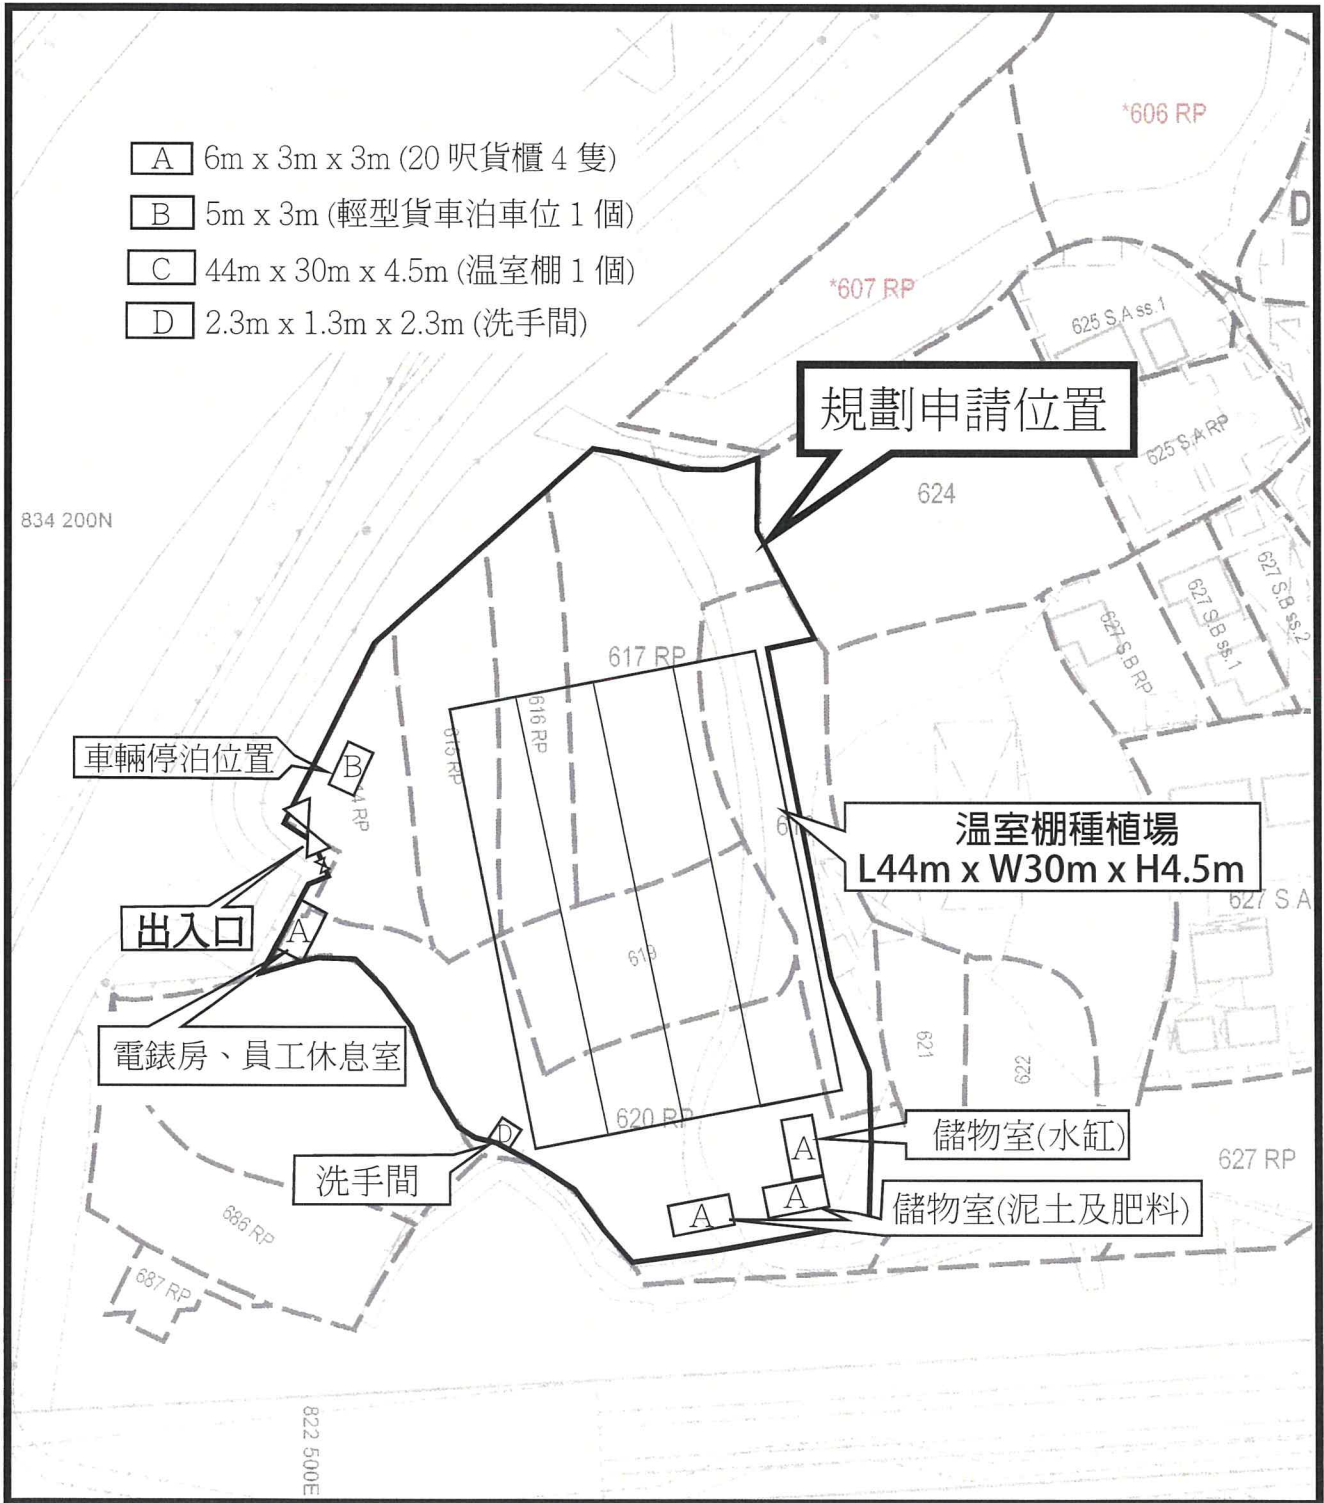 *606 RP
A 6m x 3m x 3m (20 呎貨櫃 4 隻)
B 5m x 3m (輕型貨車泊車位 1 個)
C 44m x 30m x 4.5m (温室棚 1 個)
D 2.3m x 1.3m x 2.3m (洗手間)
D
*607 RP
625 S.A ss.1
規劃申請位置
625 S.A RP
624
834 200N
627 S.B ss.2
627 S.B ss.1
627 S.B RP
617 RP
616 RP
615 RP
車輛停泊位置
B
温室棚種植場
L44m x W30m x H4.5m
627 S A
出入口
A
619
電錶房、員工休息室
621
622
620 RP
D
A
儲物室(水缸)
627 RP
洗手間
A
A
儲物室(泥土及肥料)
686 RP
687 RP
822 500E